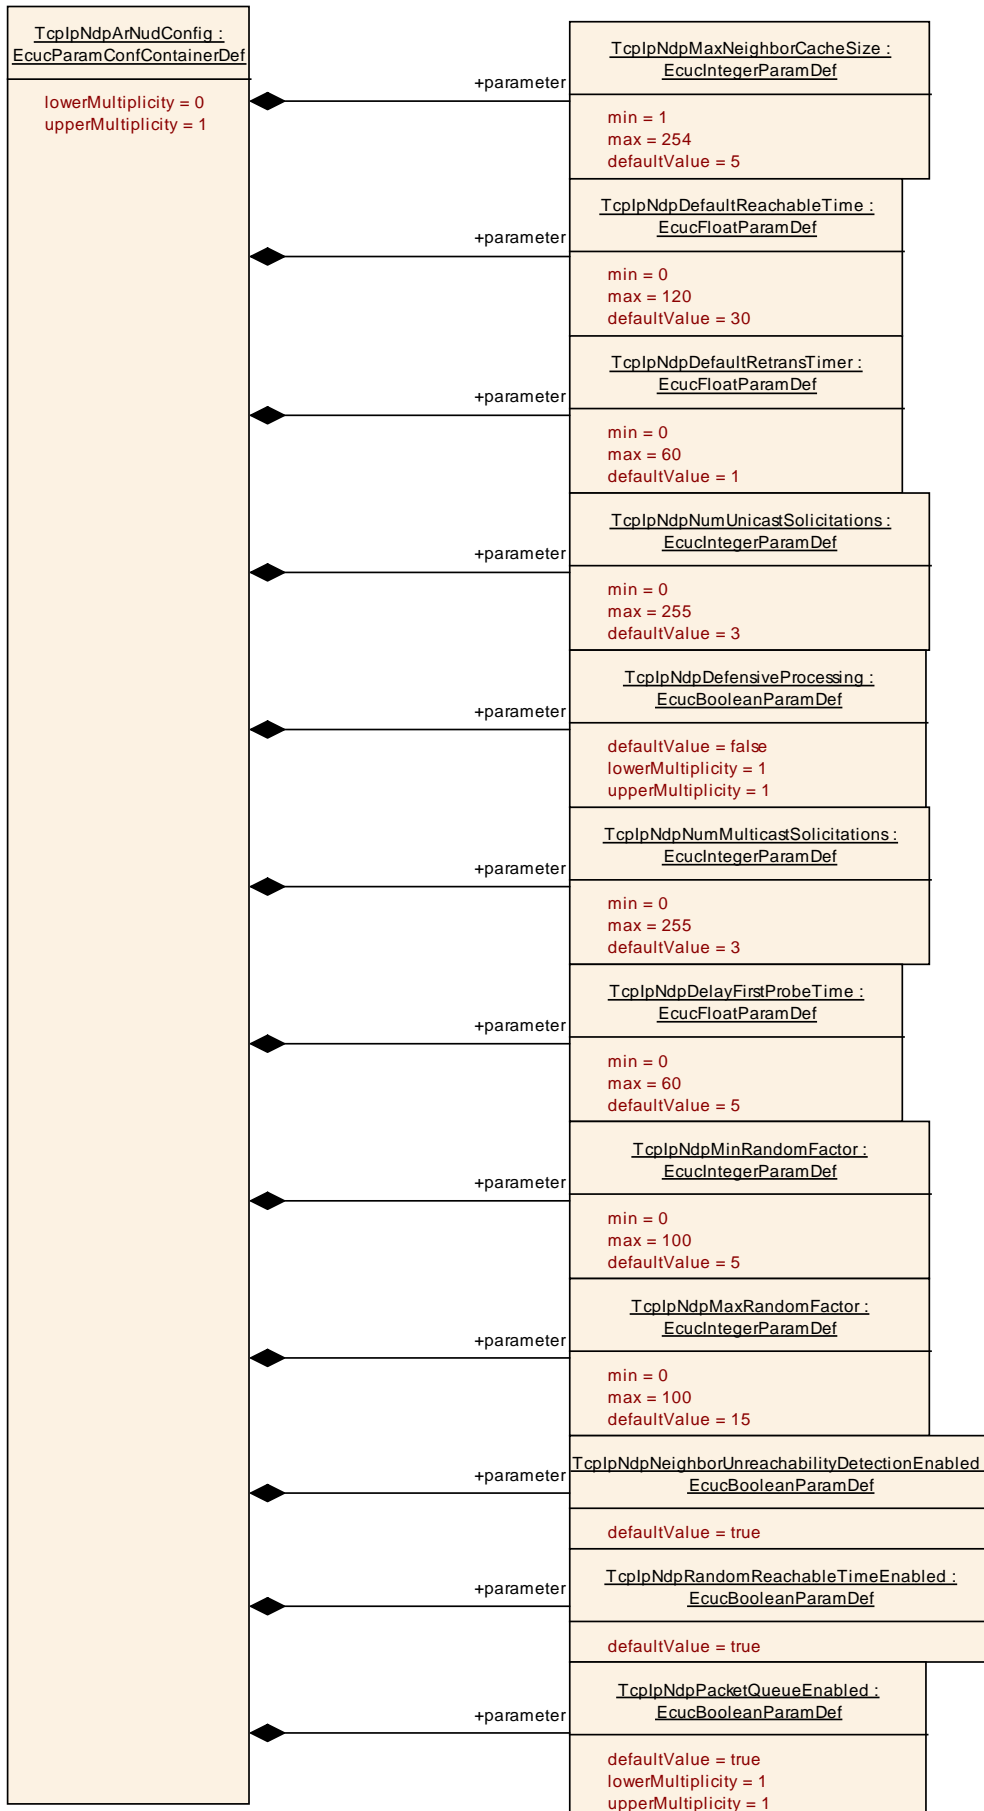 TcpIpNdpArNudConfig :
EcucParamConfContainerDef
lowerMultiplicity = 0
upperMultiplicity = 1
+parameter
TcpIpNdpMaxNeighborCacheSize :
EcucIntegerParamDef
min = 1
max = 254
defaultValue = 5
+parameter
TcpIpNdpDefaultReachableTime :
EcucFloatParamDef
min = 0
max = 120
defaultValue = 30
+parameter
TcpIpNdpDefaultRetransTimer :
EcucFloatParamDef
min = 0
max = 60
defaultValue = 1
+parameter
TcpIpNdpNumUnicastSolicitations :
EcucIntegerParamDef
min = 0
max = 255
defaultValue = 3
+parameter
TcpIpNdpDefensiveProcessing :
EcucBooleanParamDef
defaultValue = false
lowerMultiplicity = 1
upperMultiplicity = 1
+parameter
TcpIpNdpNumMulticastSolicitations :
EcucIntegerParamDef
min = 0
max = 255
defaultValue = 3
+parameter
TcpIpNdpDelayFirstProbeTime :
EcucFloatParamDef
min = 0
max = 60
defaultValue = 5
+parameter
TcpIpNdpMinRandomFactor :
EcucIntegerParamDef
min = 0
max = 100
defaultValue = 5
+parameter
TcpIpNdpMaxRandomFactor :
EcucIntegerParamDef
min = 0
max = 100
defaultValue = 15
+parameter
TcpIpNdpNeighborUnreachabilityDetectionEnabled
EcucBooleanParamDef
defaultValue = true
+parameter
TcpIpNdpRandomReachableTimeEnabled :
EcucBooleanParamDef
defaultValue = true
+parameter
TcpIpNdpPacketQueueEnabled :
EcucBooleanParamDef
defaultValue = true
lowerMultiplicity = 1
upperMultiplicity = 1